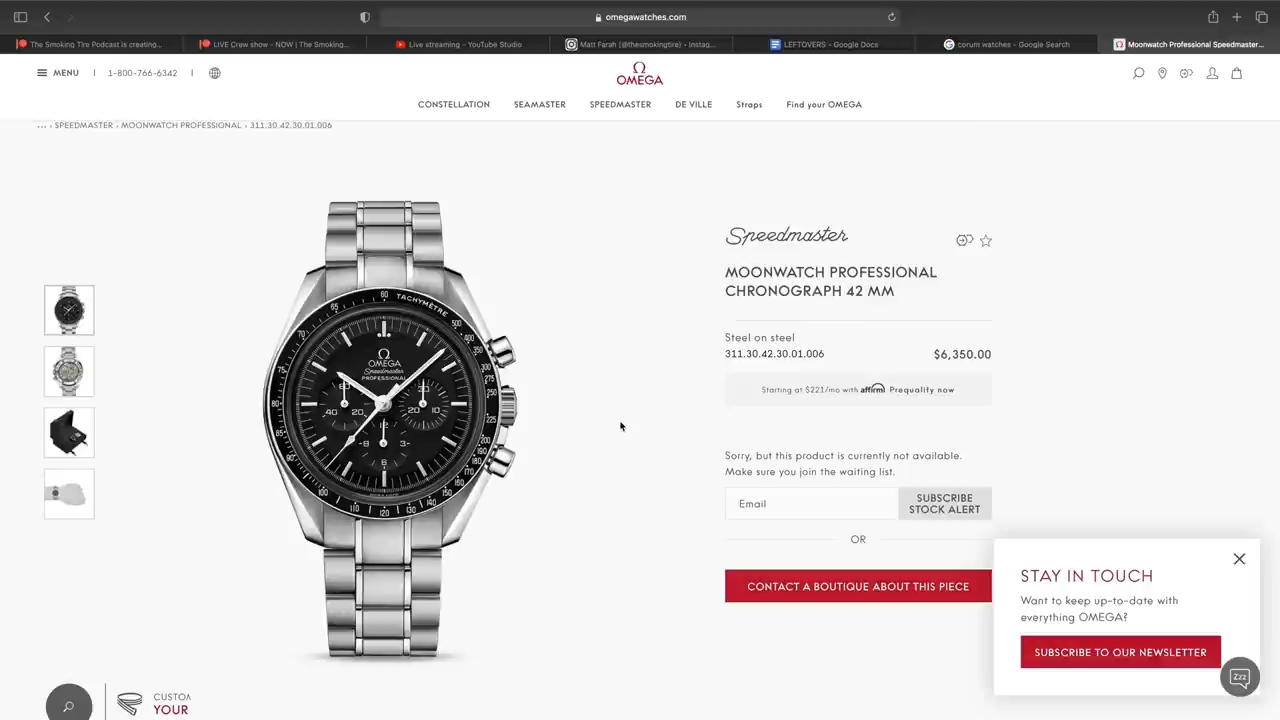 omegawatches.com
The Smoking Tire Podcast is creating...
LIVE Crew show - NOW | The Smoking...
Live streaming - YouTube Studio
Matt Farah (@thesmokingtire) • Instag...
LEFTOVERS - Google Docs
corum watches - Google Search
Moonwatch Professional Speedmaster...
MENU | 1-800-766-6342 |
Ω
OMEGA
CONSTELLATION SEAMASTER SPEEDMASTER DE VILLE Straps Find your OMEGA
... › SPEEDMASTER › MOONWATCH PROFESSIONAL › 311.30.42.30.01.006
TACHYMÈTRE
OMEGA
Speedmaster
PROFESSIONAL
Speedmaster
MOONWATCH PROFESSIONAL
CHRONOGRAPH 42 MM
Steel on steel
311.30.42.30.01.006 $6,350.00
Starting at $221/mo with affirm Prequalify now
Sorry, but this product is currently not available.
Make sure you join the waiting list.
Email
SUBSCRIBE
STOCK ALERT
OR
CONTACT A BOUTIQUE ABOUT THIS PIECE
STAY IN TOUCH
Want to keep up-to-date with
everything OMEGA?
SUBSCRIBE TO OUR NEWSLETTER
Zzz
CUSTO
YOUR